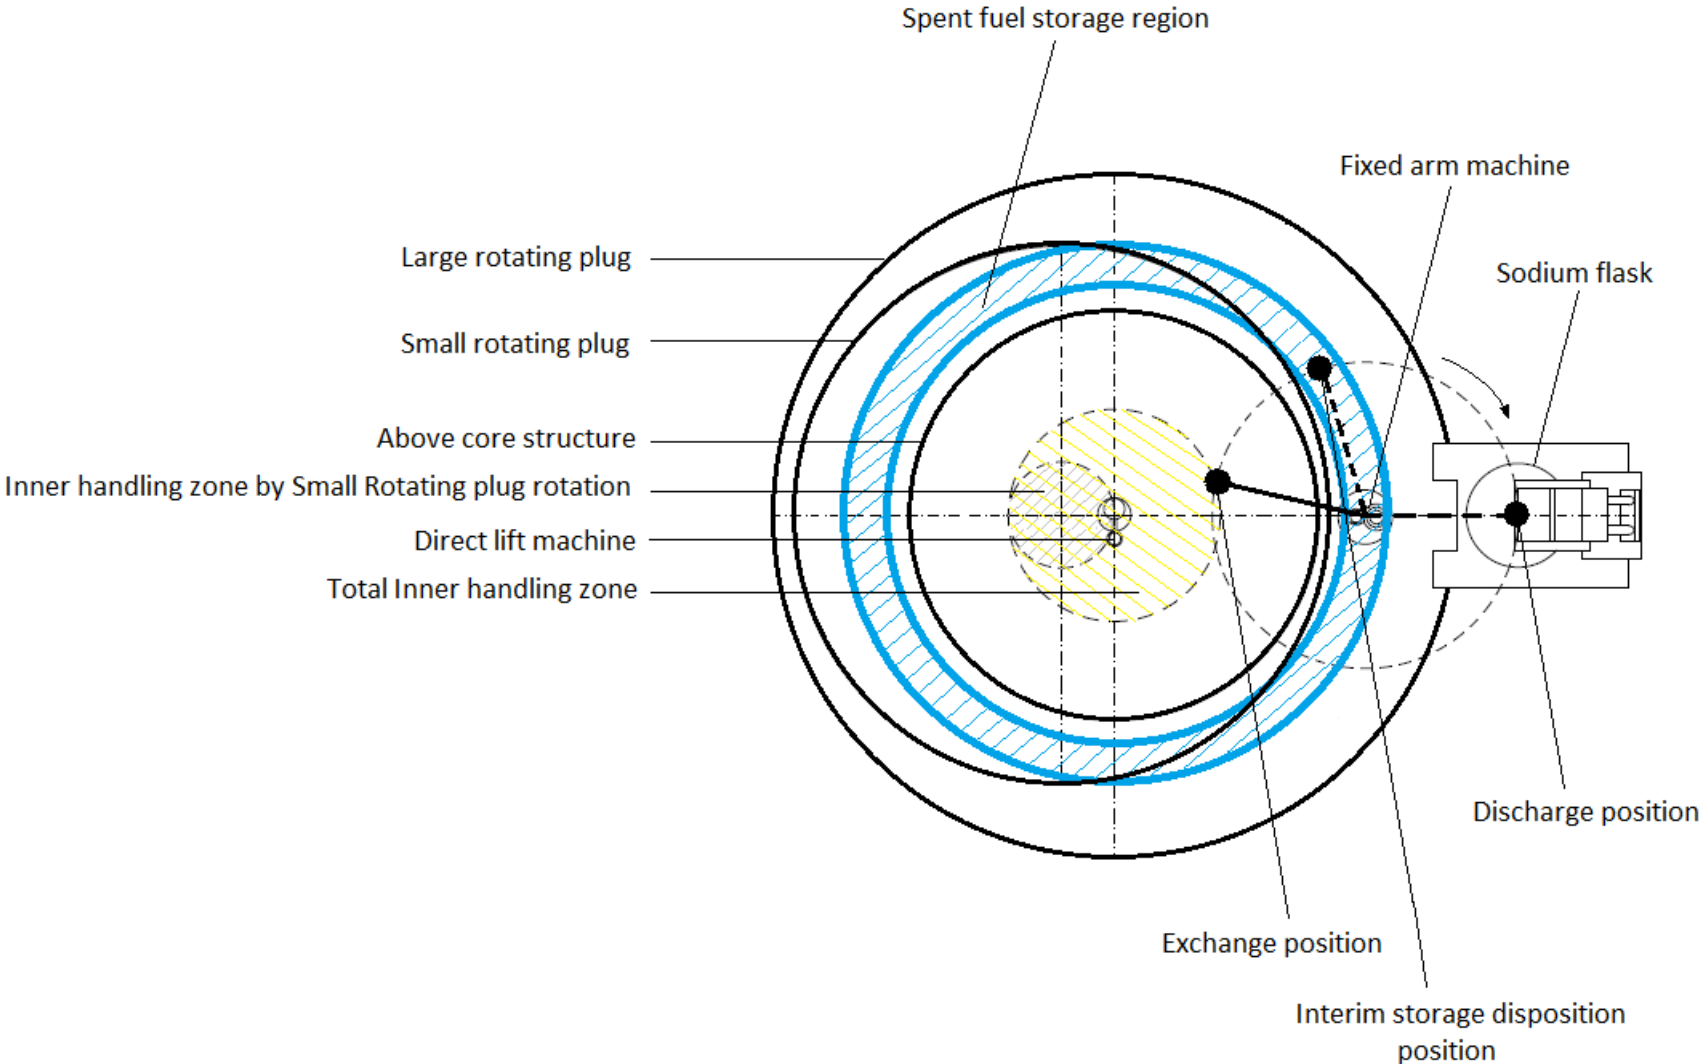 Spent fuel storage region
Fixed arm machine
Large rotating plug
Sodium flask
Small rotating plug
Above core structure
Inner handling zone by Small Rotating plug rotation
Direct lift machine
Total Inner handling zone
Discharge position
Exchange position
Interim storage disposition
position